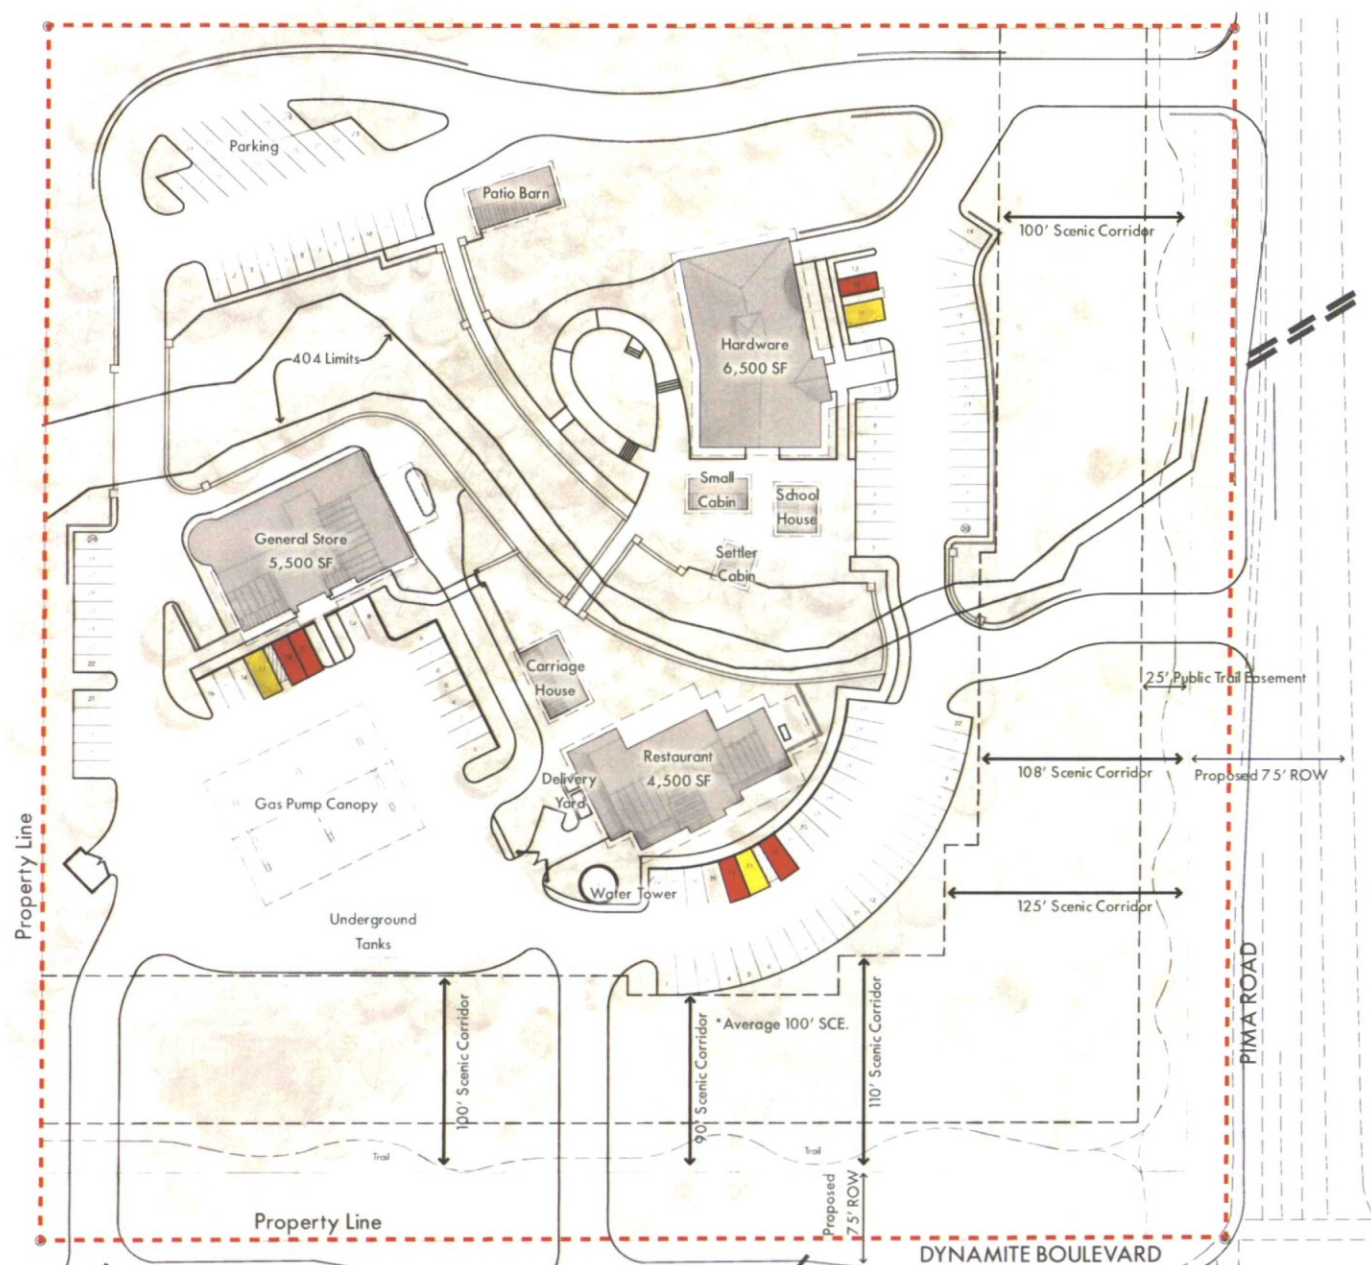 Parking
Patio Barn
100' Scenic Corridor
404 Limits
Hardware
6,500 SF
Small
Cabin
School
House
General Store
5,500 SF
Settler
Cabin
Carriage
House
25' Public Trail Easement
Restaurant
4,500 SF
Delivery
Yard
108' Scenic Corridor
Proposed 75' ROW
Gas Pump Canopy
Property Line
Water Tower
125' Scenic Corridor
Underground
Tanks
PIMA ROAD
100' Scenic Corridor
90' Scenic Corridor
*Average 100' SCE.
110' Scenic Corridor
Trail
Trail
Proposed
75' ROW
Property Line
DYNAMITE BOULEVARD